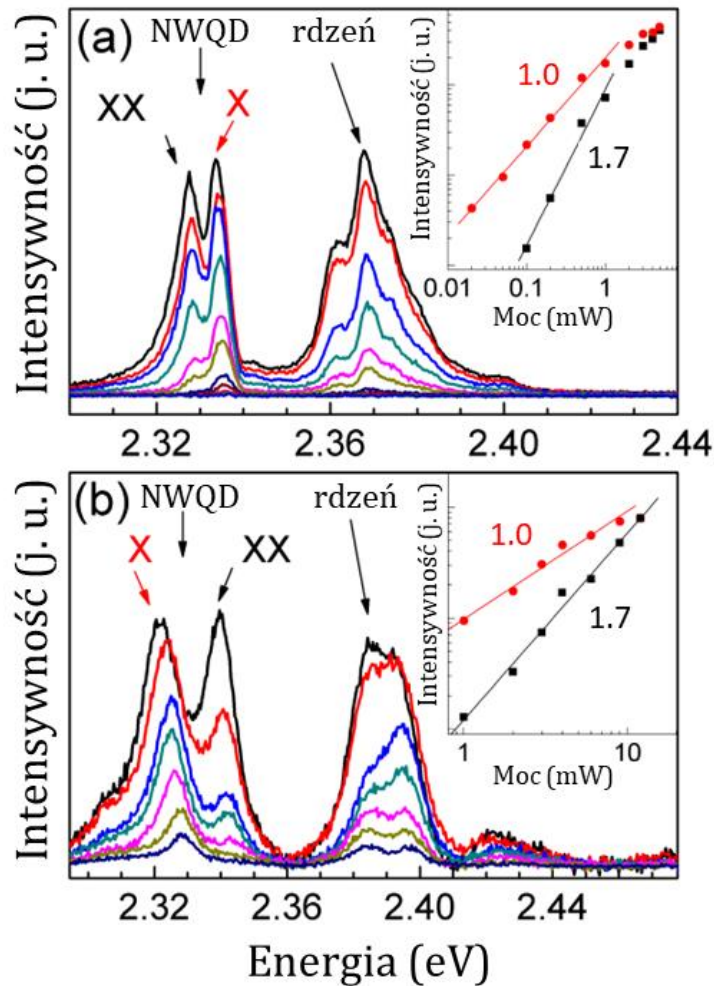 (a)
NWQD
rdzeń
XX
X
Intensywność (j. u.)
Intensywność (j. u.)
1.0
1.7
0.01
0.1
1
Moc (mW)
2.32
2.36
2.40
2.44
(b)
NWQD
rdzeń
X
XX
Intensywność (j. u.)
Intensywność (j. u.)
1.0
1.7
1
10
Moc (mW)
2.32
2.36
2.40
2.44
Energia (eV)